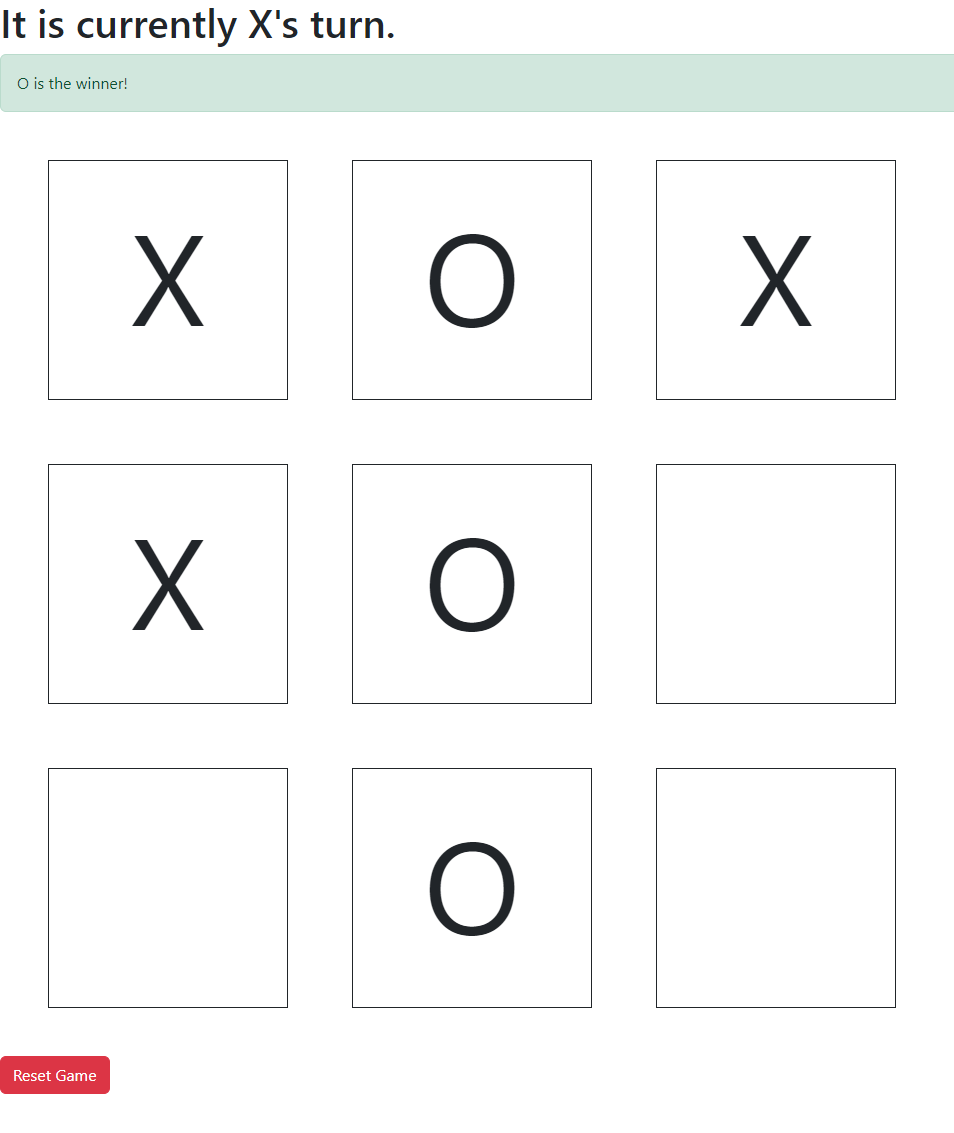 It is currently X's turn.
O is the winner!
X O X
X O
O
Reset Game